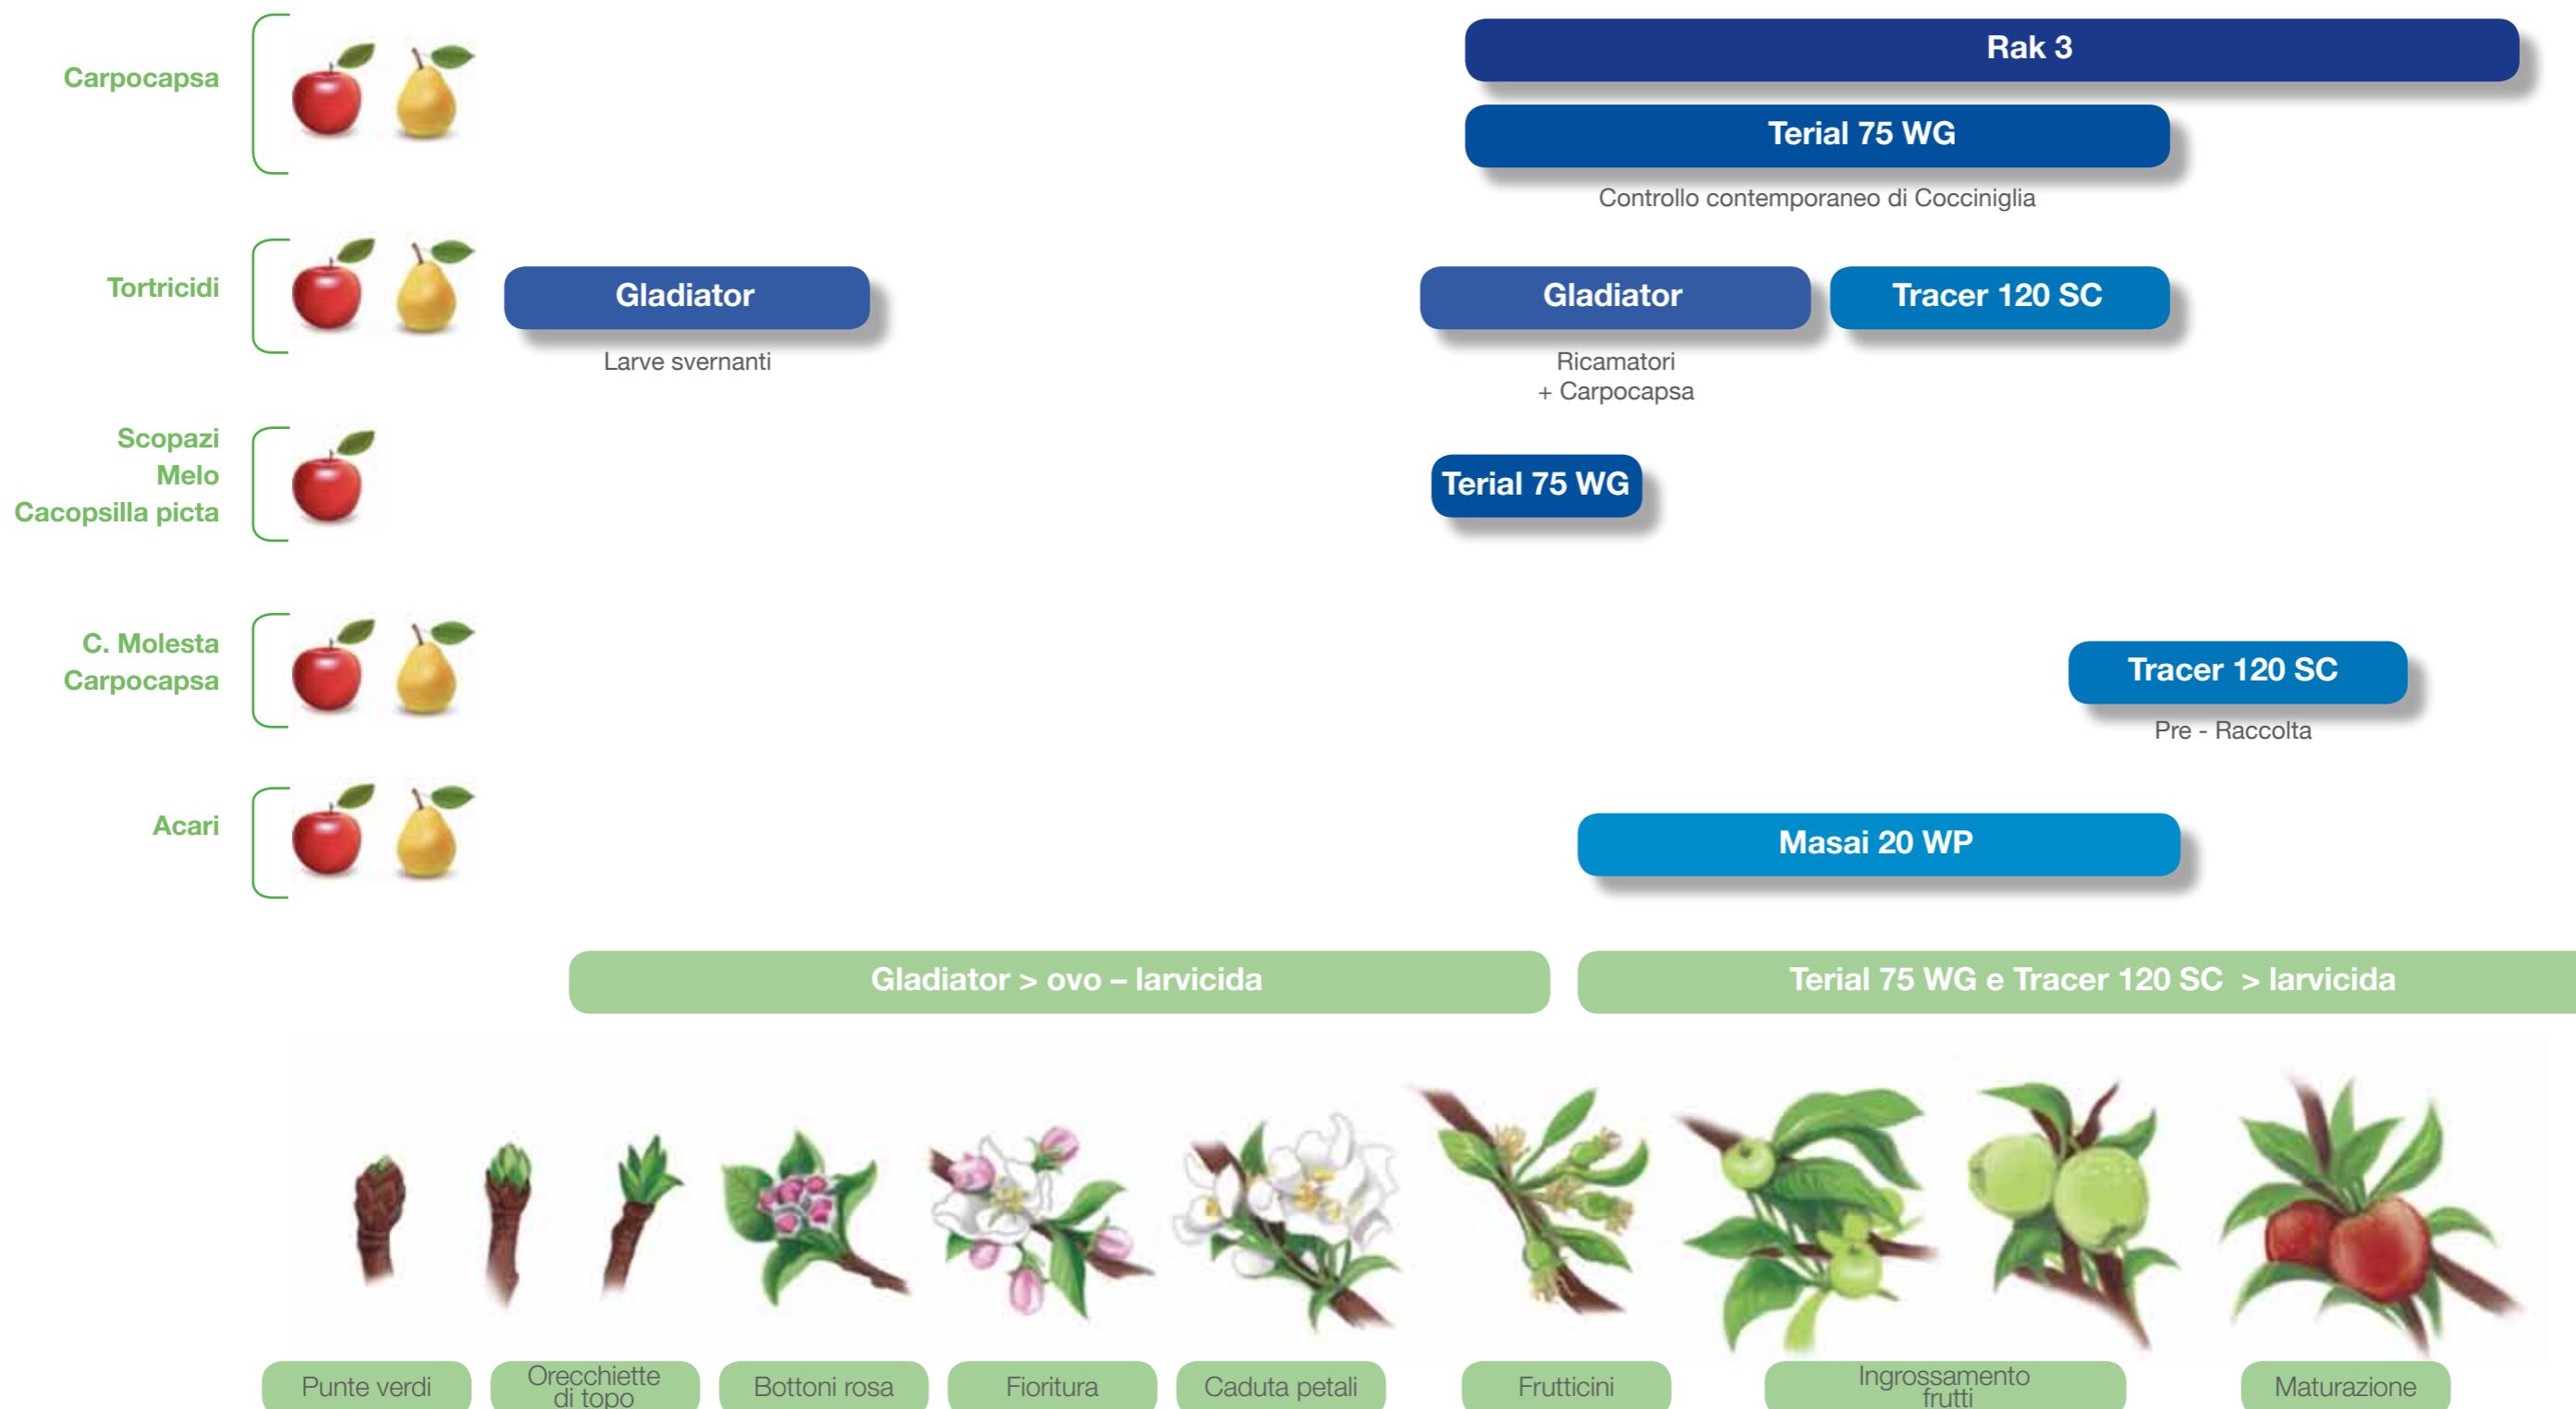 Carpocapsa
Rak 3
Terial 75 WG
Controllo contemporaneo di Cocciniglia
Tortricidi
Gladiator
Larve svernanti
Gladiator
Ricamatori
+ Carpocapsa
Tracer 120 SC
Scopazi
Melo
Cacopsilla picta
Terial 75 WG
C. Molesta
Carpocapsa
Tracer 120 SC
Pre - Raccolta
Acari
Masai 20 WP
Gladiator > ovo – larvicida
Terial 75 WG e Tracer 120 SC > larvicida
Punte verdi
Orecchiette
di topo
Bottoni rosa
Fioritura
Caduta petali
Frutticini
Ingrossamento
frutti
Maturazione